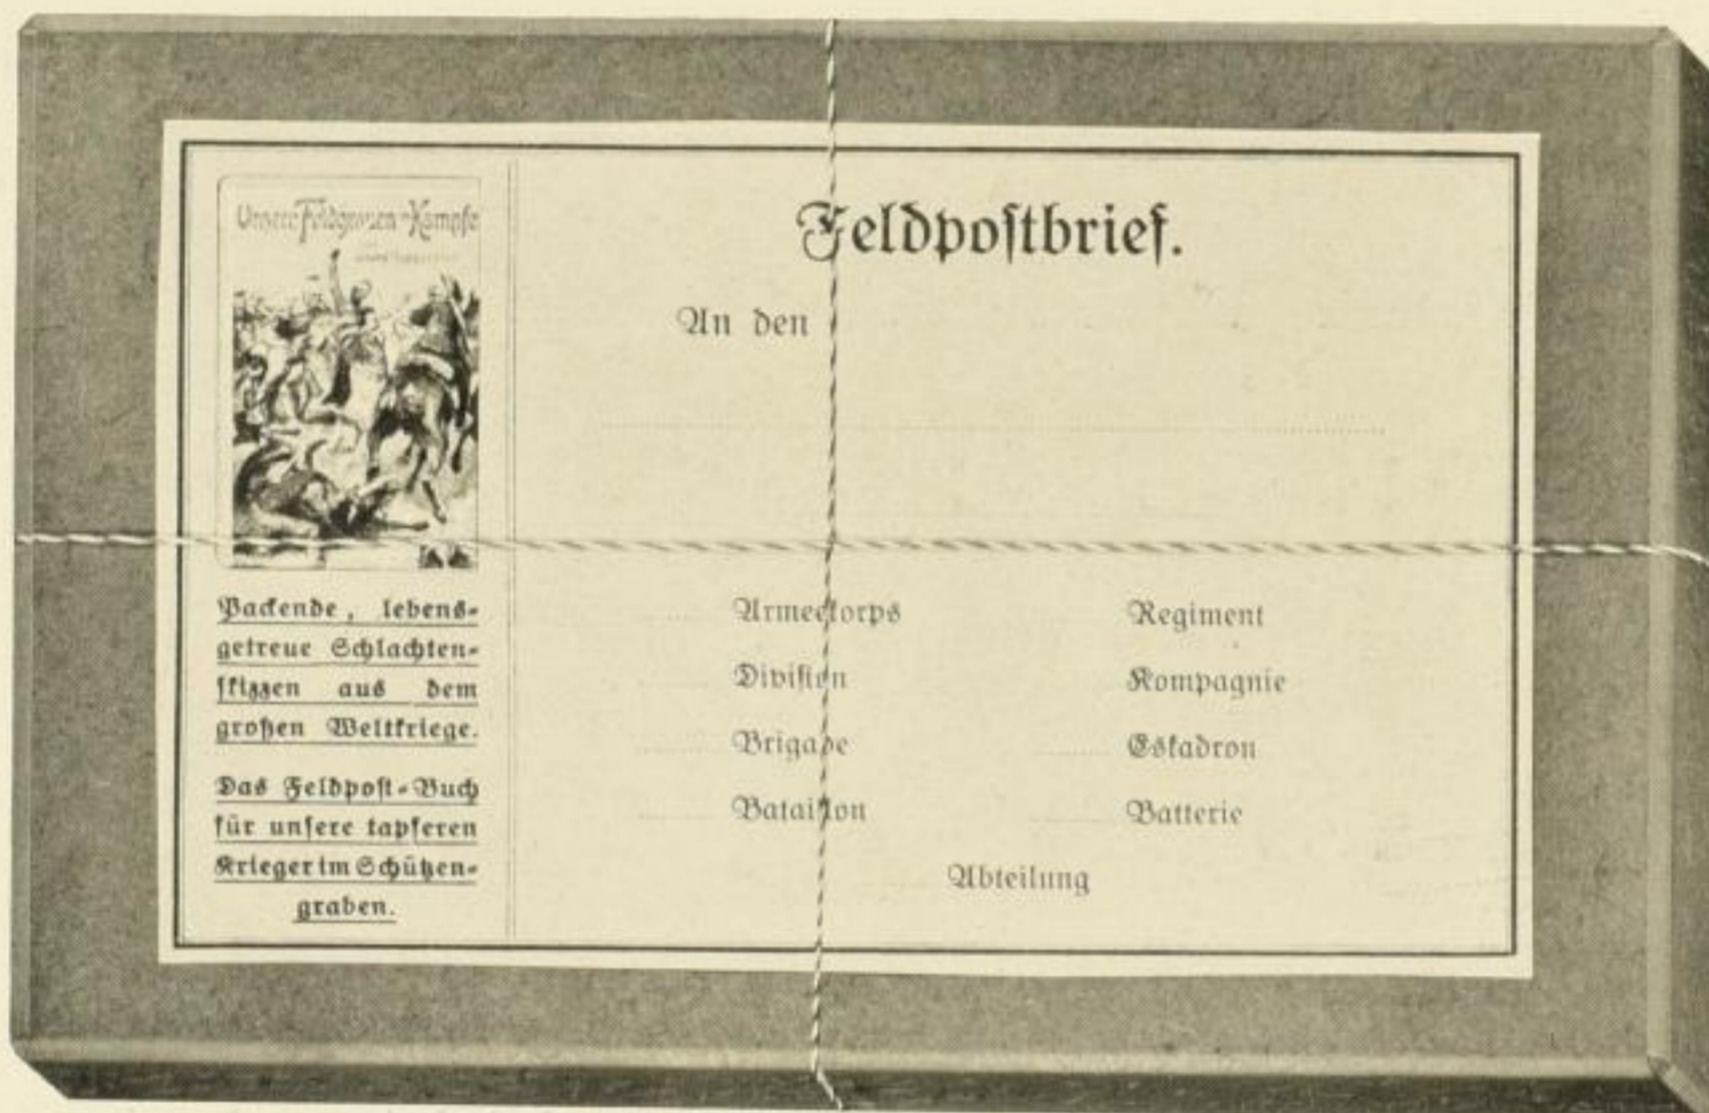 Feldgrauen
Packende, lebens-
getreue Schlachten-
skizzen aus dem
großen Weltkriege.
Das Feldpost-Buch
für unsere tapferen
Krieger im Schützen-
graben.
Feldpostbrief.
An den
Armeekorps Regiment
Division Kompagnie
Brigade Eskadron
Bataillon Batterie
Abteilung